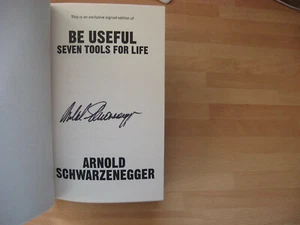 This is an exclusive signed edition of
BE USEFUL
SEVEN TOOLS FOR LIFE
ARNOLD
SCHWARZENEGGER